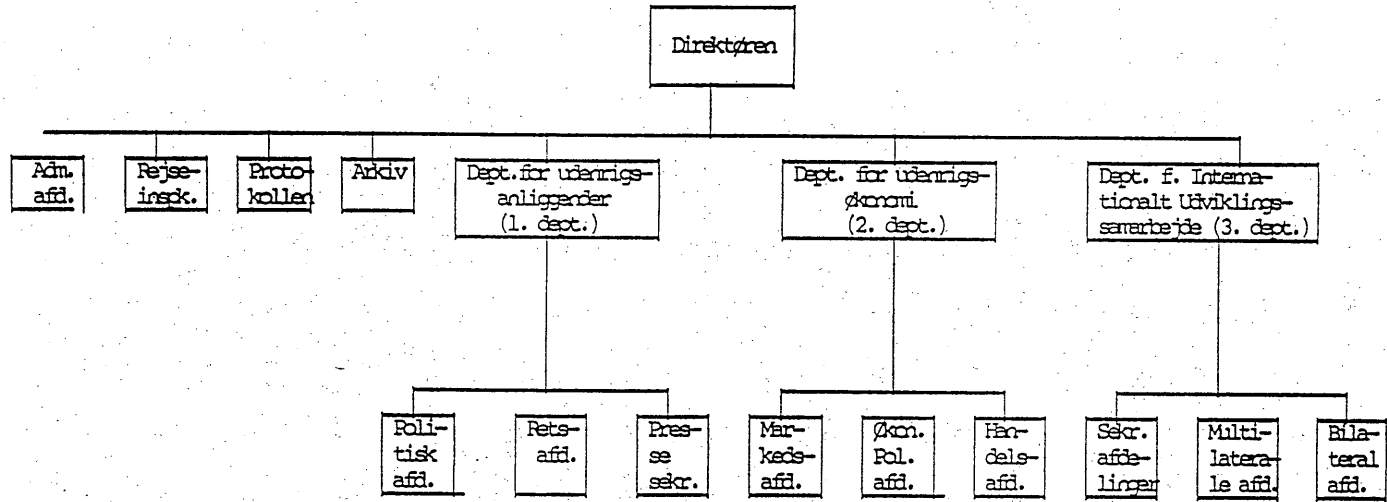 Direktøren
Adm.
afd.
Rejse-
inspk.
Proto-
kollen
Arkiv
Dept.for udenrigs-
anliggender
(1. dept.)
Dept. for udenrigs-
økonomi
(2. dept.)
Dept. f. Interna-
tionalt Udviklings-
samarbejde (3. dept.)
Poli-
tisk
afd.
Rets-
afd.
Pres-
se
sekr.
Mar-
keds-
afd.
Økon.
Pol.
afd.
Han-
dels-
afd.
Sekr.
afde-
linger
Multi-
latera-
le afd.
Bila-
teral
afd.